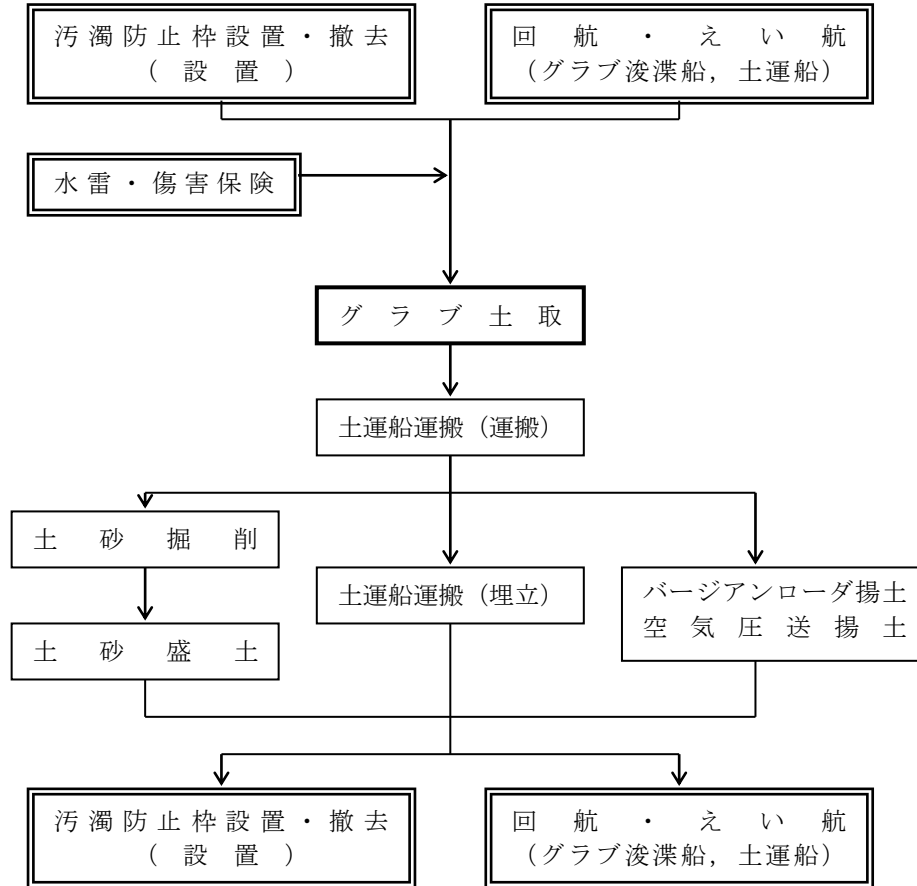 汚濁防止枠設置・撤去
(設置)
回航・えい航
(グラブ浚渫船, 土運船)
水雷・傷害保険
グラブ土取
土運船運搬 (運搬)
土砂掘削
土運船運搬 (埋立)
バージアンローダ揚土
空気圧送揚土
土砂盛土
汚濁防止枠設置・撤去
(設置)
回航・えい航
(グラブ浚渫船, 土運船)